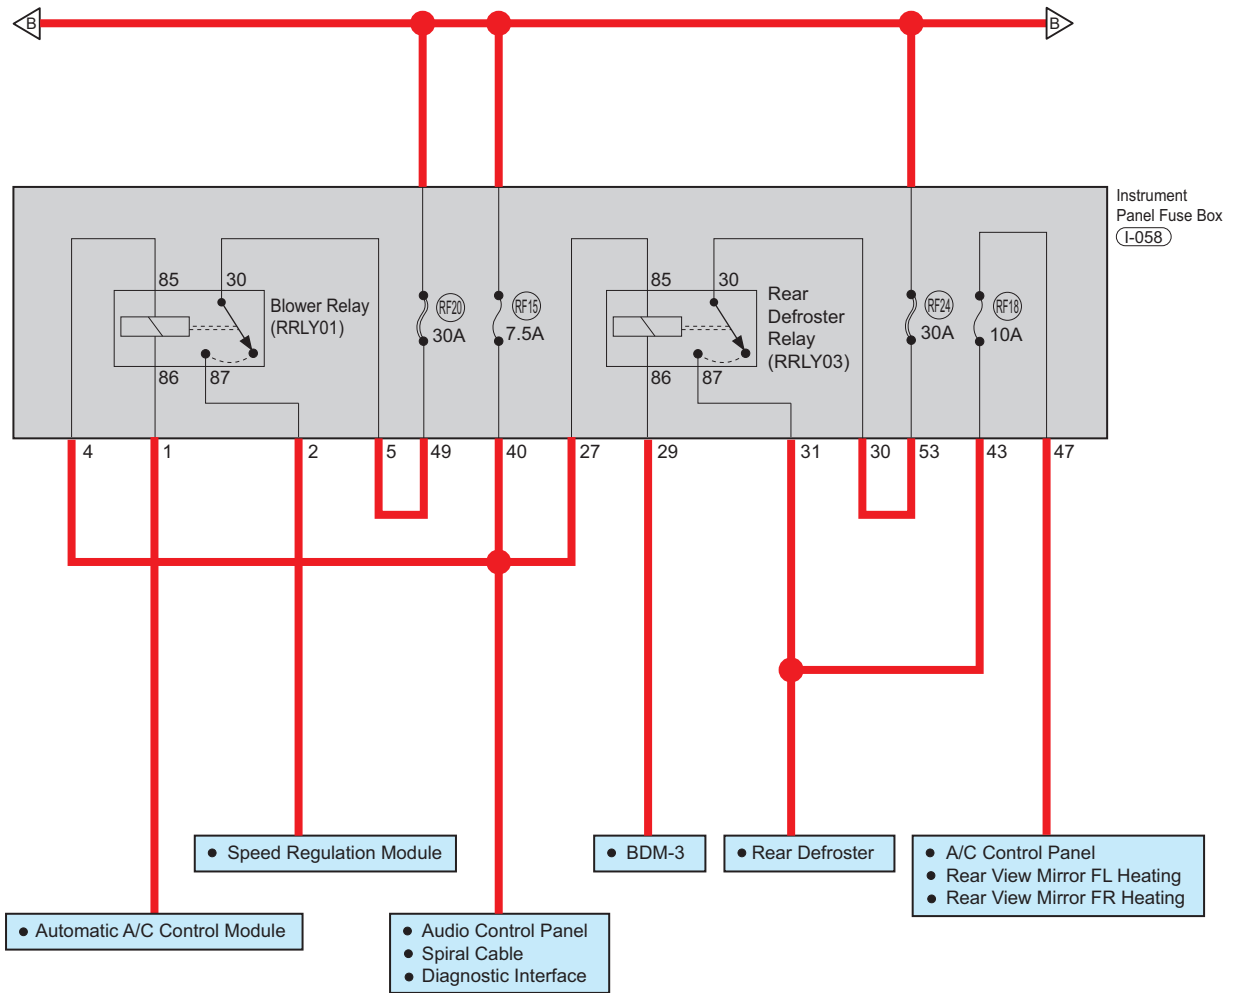 B B
Instrument
Panel Fuse Box
I-058
85 30
Blower Relay
(RRLY01)
86 87
RF20
30A
RF15
7.5A
85 30
Rear
Defroster
Relay
(RRLY03)
86 87
RF24
30A
RF18
10A
4 1 2 5 49 40 27 29 31 30 53 43 47
• Speed Regulation Module
• BDM-3
• Rear Defroster
• A/C Control Panel
• Rear View Mirror FL Heating
• Rear View Mirror FR Heating
• Automatic A/C Control Module
• Audio Control Panel
• Spiral Cable
• Diagnostic Interface